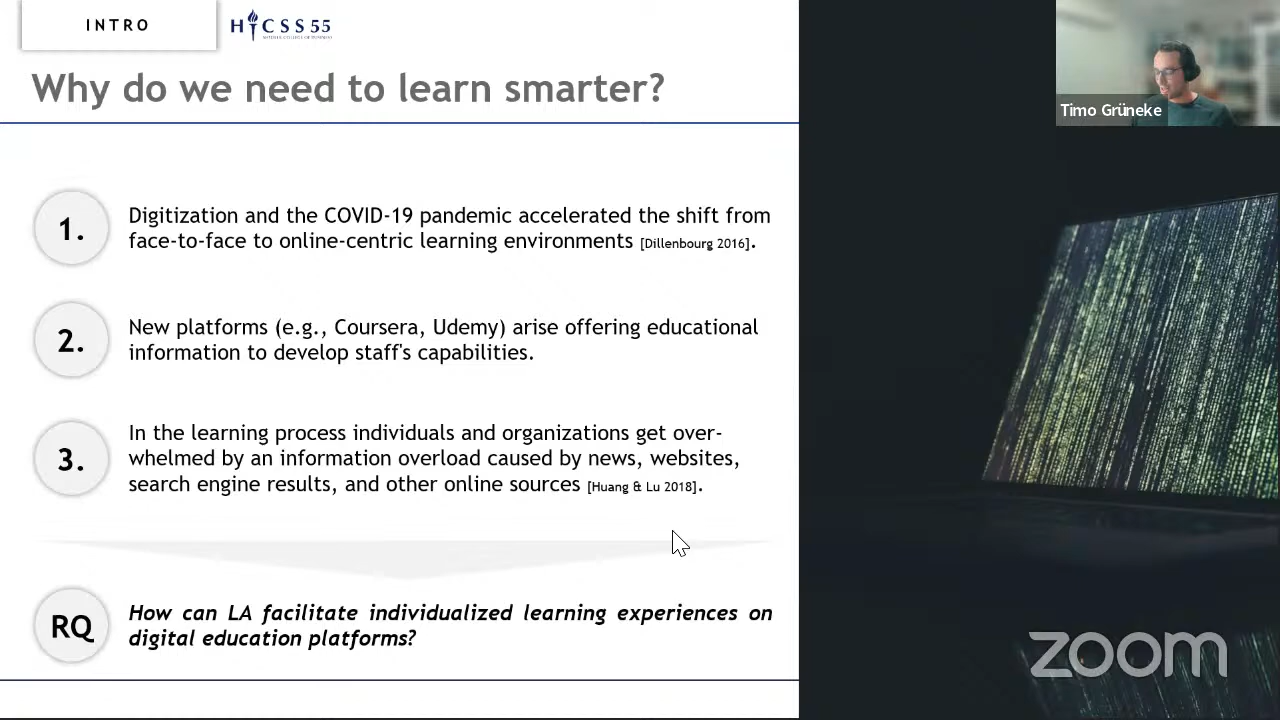 INTRO
HICSS55
Why do we need to learn smarter?
Timo Grüneke
1.
Digitization and the COVID-19 pandemic accelerated the shift from
face-to-face to online-centric learning environments [Dillenbourg 2016].
2.
New platforms (e.g., Coursera, Udemy) arise offering educational
information to develop staff's capabilities.
3.
In the learning process individuals and organizations get over-
whelmed by an information overload caused by news, websites,
search engine results, and other online sources [Huang & Lu 2018].
RQ
How can LA facilitate individualized learning experiences on
digital education platforms?
zoom